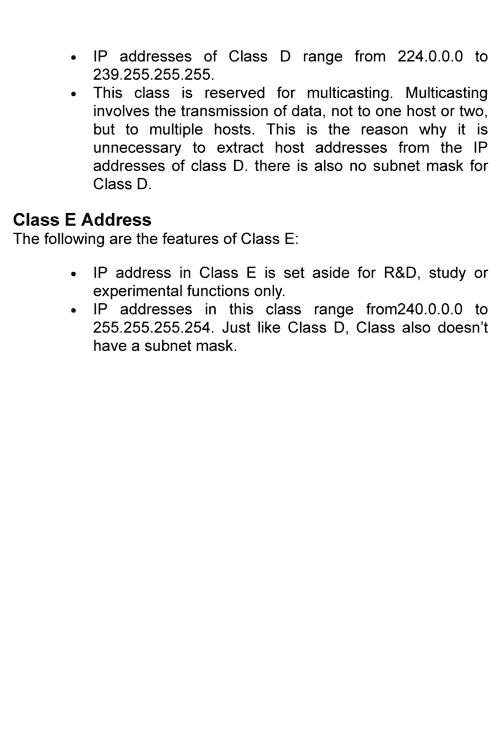 • IP addresses of Class D range from 224.0.0.0 to
239.255.255.255.
• This class is reserved for multicasting. Multicasting
involves the transmission of data, not to one host or two,
but to multiple hosts. This is the reason why it is
unnecessary to extract host addresses from the IP
addresses of class D. there is also no subnet mask for
Class D.
Class E Address
The following are the features of Class E:
• IP address in Class E is set aside for R&D, study or
experimental functions only.
• IP addresses in this class range from240.0.0.0 to
255.255.255.254. Just like Class D, Class also doesn’t
have a subnet mask.